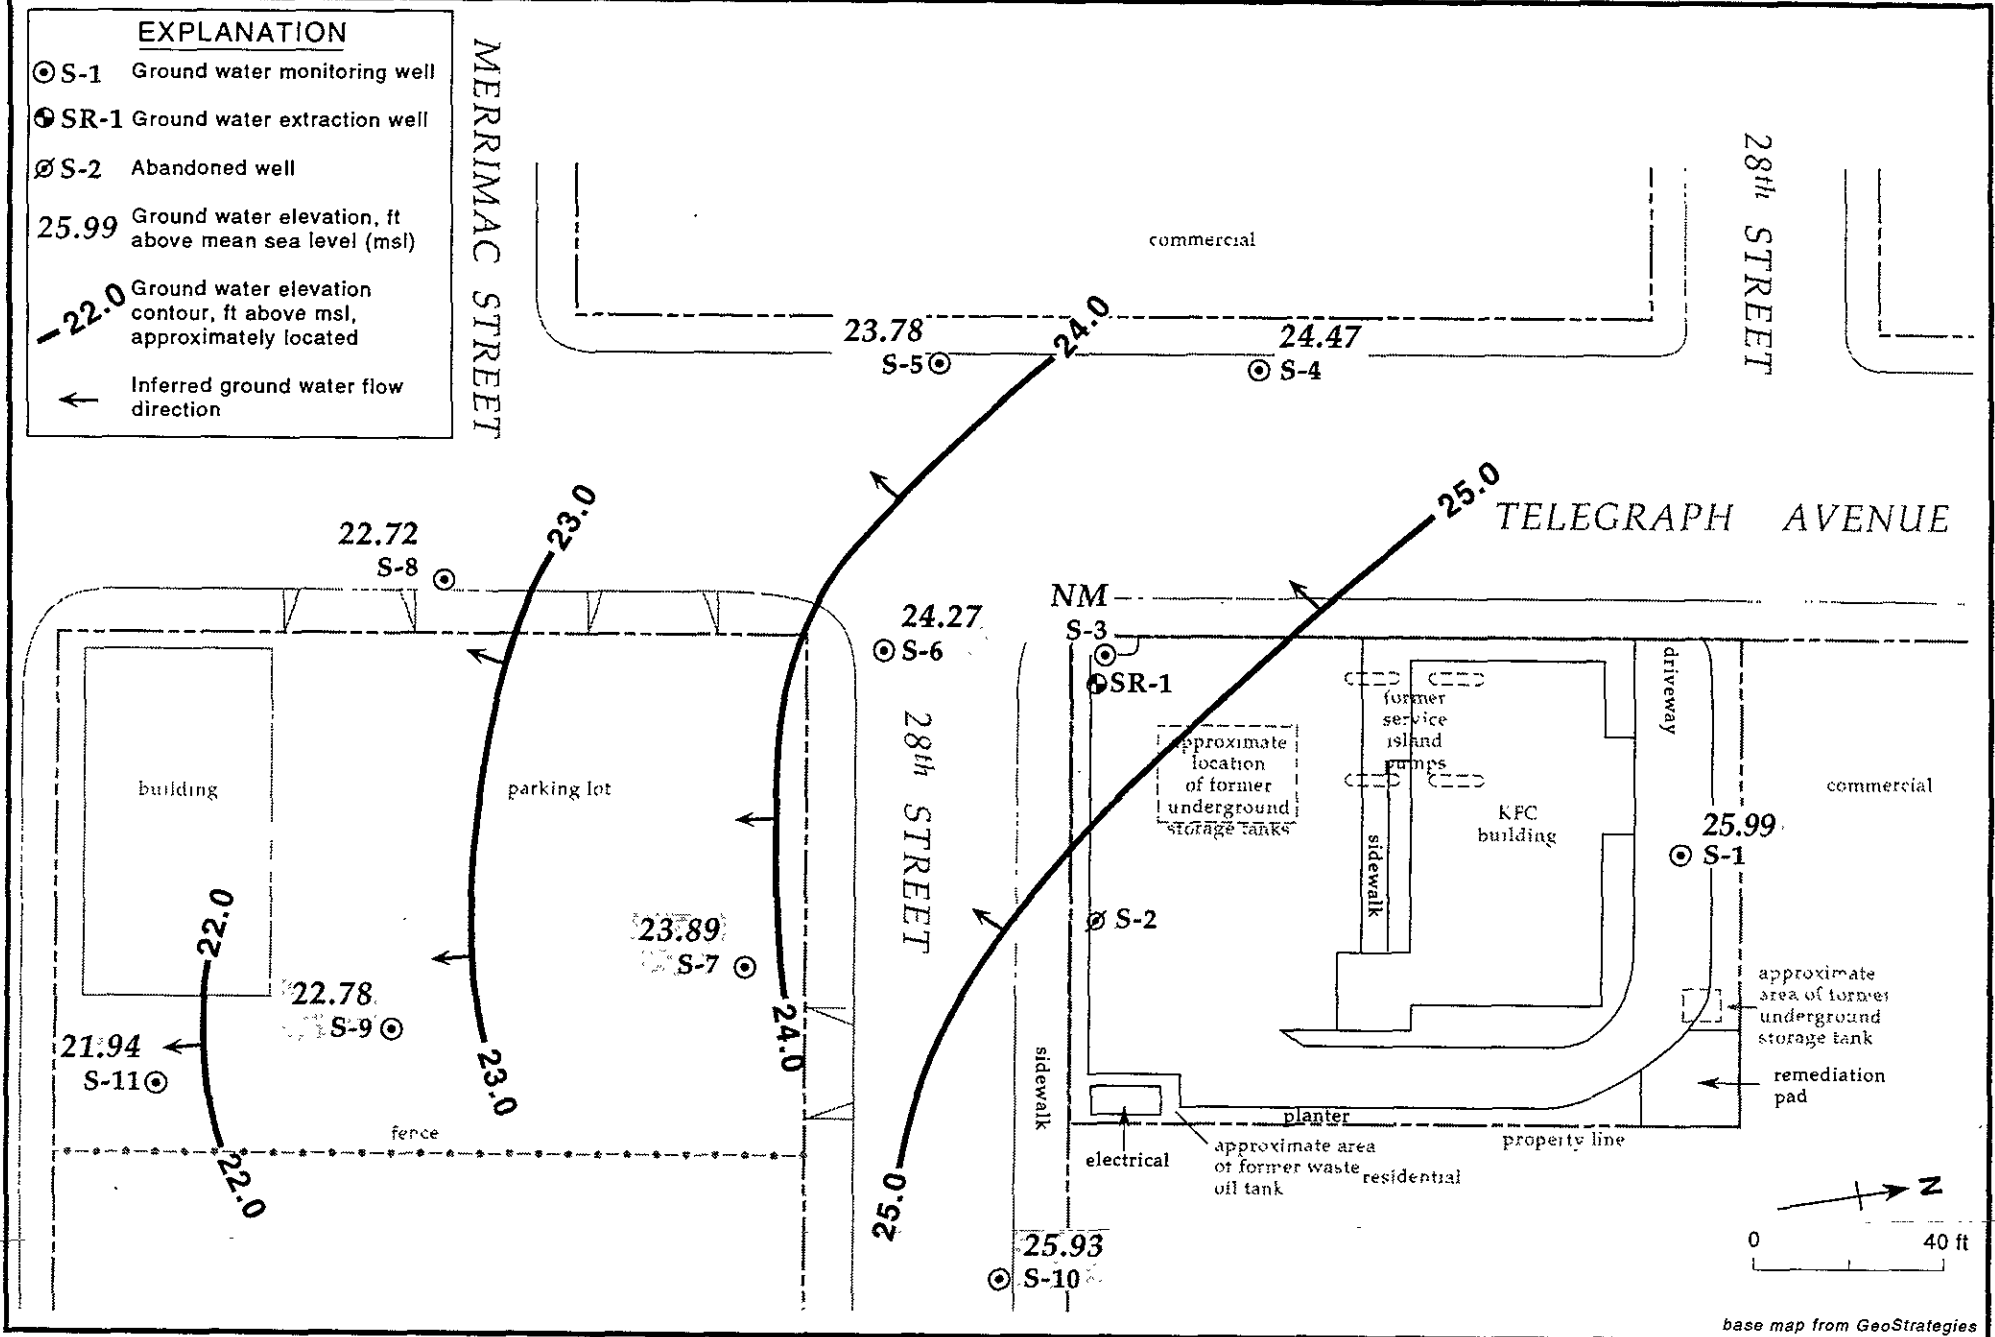 EXPLANATION
S-1 Ground water monitoring well
SR-1 Ground water extraction well
S-2 Abandoned well
25.99 Ground water elevation, ft
above mean sea level (msl)
22.0 Ground water elevation
contour, ft above msl,
approximately located
Inferred ground water flow
direction
MERRIMAC STREET
28th STREET
commercial
24.0
23.78
S-5
24.47
S-4
25.0
TELEGRAPH AVENUE
23.0
22.72
S-8
NM
S-3
24.27
S-6
SR-1
driveway
former
service
island
pumps
28th STREET
approximate
location
of former
underground
storage tanks
building
parking lot
commercial
KFC
building
sidewalk
25.99
S-1
22.0
23.89
S-7
S-2
22.78
S-9
approximate
area of former
underground
storage tank
24.0
21.94
S-11
23.0
sidewalk
remediation
pad
planter
fence
property line
electrical
approximate area
of former waste
oil tank
residential
22.0
25.0
N
25.93
S-10
0 40 ft
base map from GeoStrategies